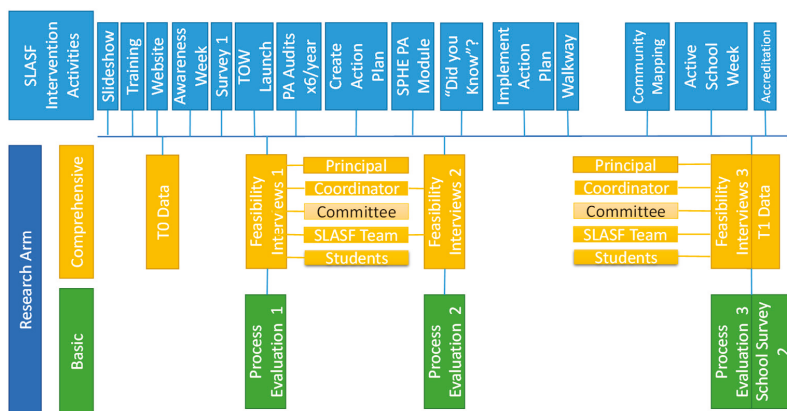 SLASF
Intervention
Activities
Slideshow
Training
Website
Awareness
Week
Survey 1
TOW
Launch
PA Audits
x6/year
Create
Action
Plan
SPHE PA
Module
“Did you
Know”?
Implement
Action
Plan
Walkway
Community
Mapping
Active
School
Week
Accreditation
Research Arm
Comprehensive
T0 Data
Feasibility
Interviews 1
Principal
Coordinator
Committee
SLASF Team
Students
Feasibility
Interviews 2
Principal
Coordinator
Committee
SLASF Team
Students
Feasibility
Interviews 3
T1 Data
Basic
Process
Evaluation 1
Process
Evaluation 2
Process
Evaluation 3
School Survey
2